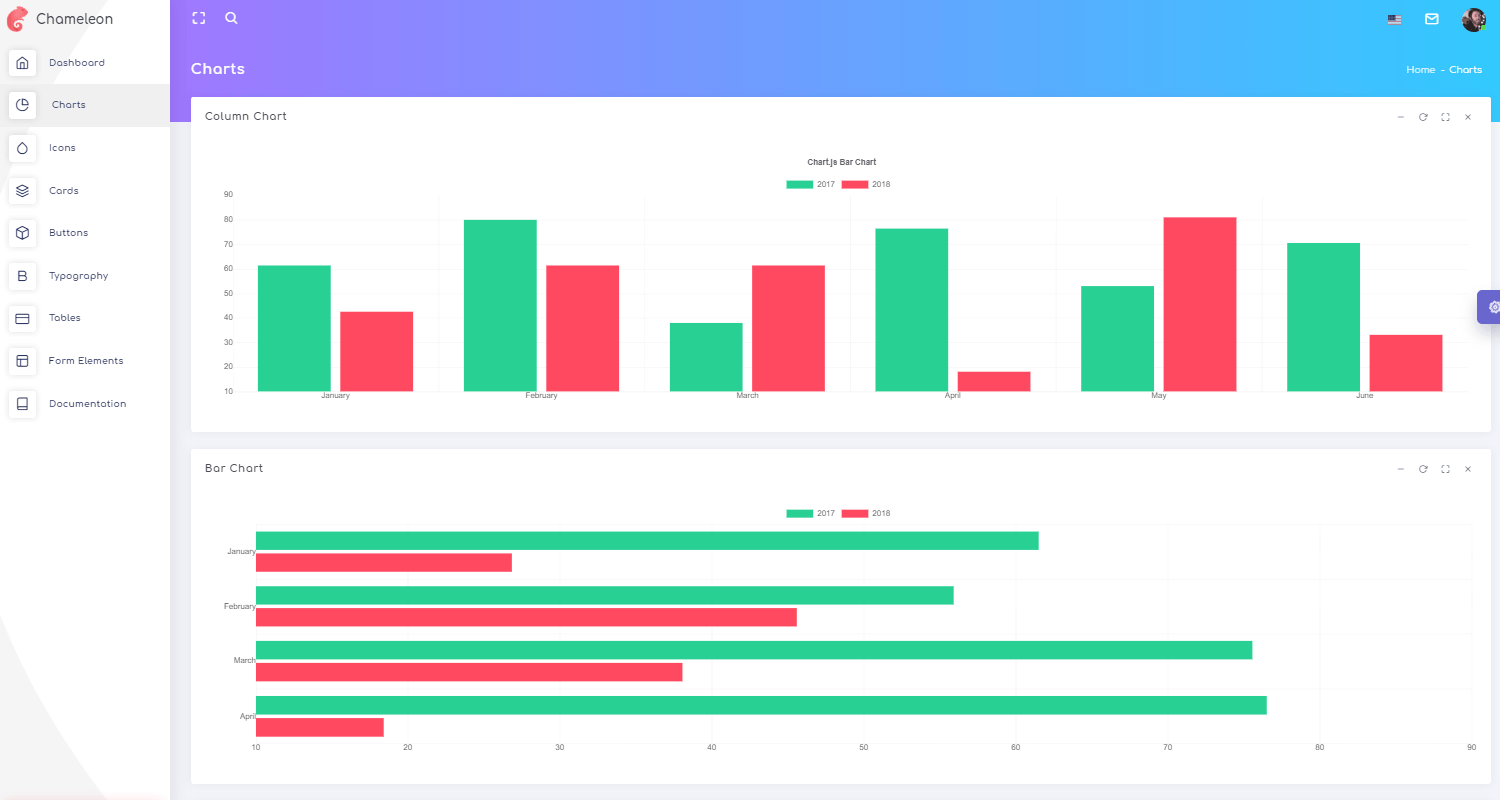 Chameleon
Dashboard
Charts
Icons
Cards
Buttons
Typography
Tables
Form Elements
Documentation
Charts
Home - Charts
Column Chart
Chart.js Bar Chart
2017 2018
90
80
70
60
50
40
30
20
10
January February March April May June
Bar Chart
2017 2018
January
February
March
April
10 20 30 40 50 60 70 80 90